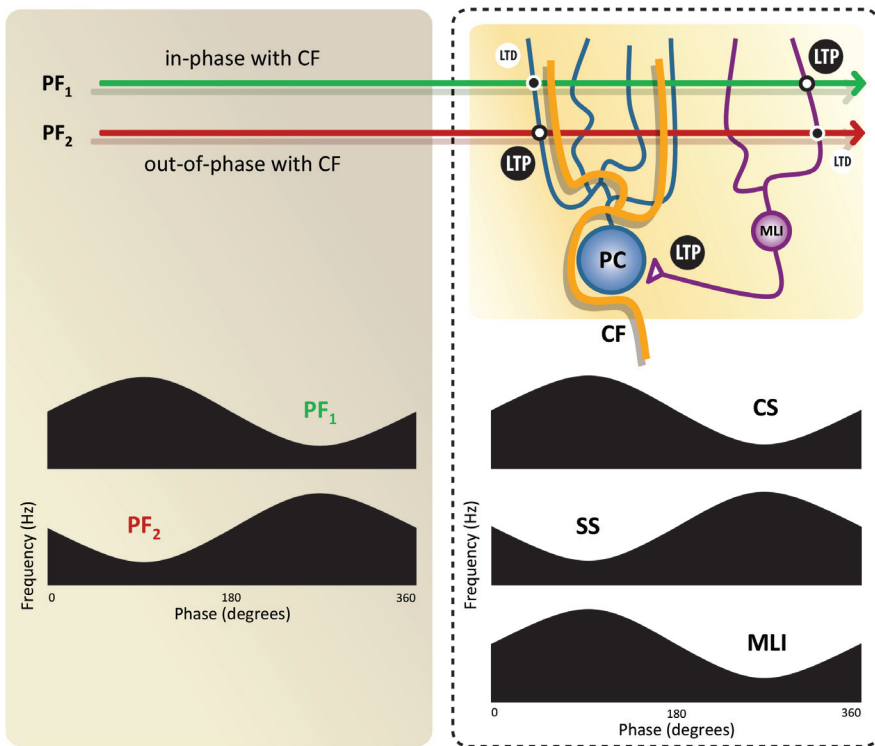 in-phase with CF
PF1
PF2
out-of-phase with CF
LTD
LTP
LTP
LTD
MLI
PC
LTP
CF
PF1
PF2
Frequency (Hz)
0 180 360
Phase (degrees)
CS
SS
Frequency (Hz)
MLI
0 180 360
Phase (degrees)